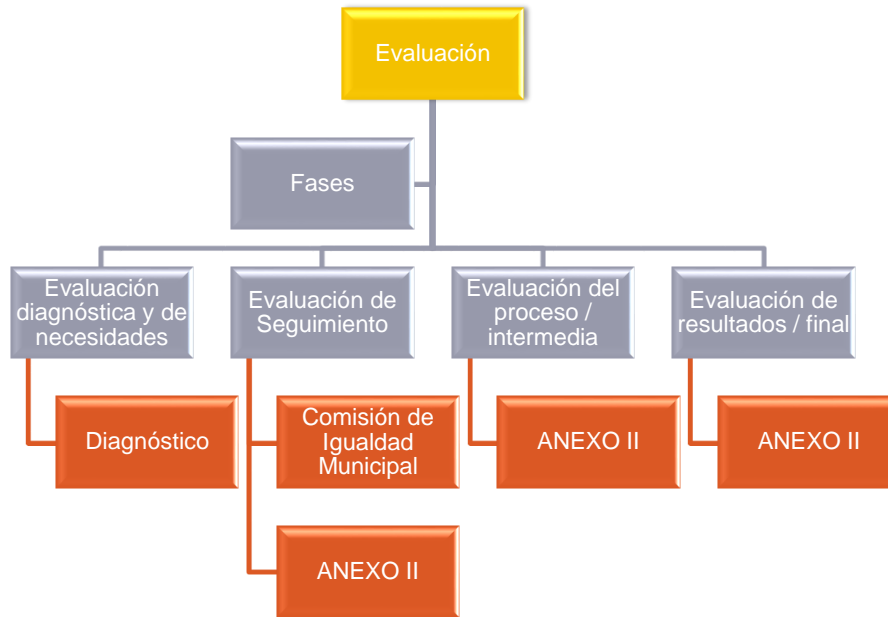 Evaluación
Fases
Evaluación
diagnóstica y de
necesidades
Evaluación de
Seguimiento
Evaluación del
proceso /
intermedia
Evaluación de
resultados / final
Diagnóstico
Comisión de
Igualdad
Municipal
ANEXO II
ANEXO II
ANEXO II